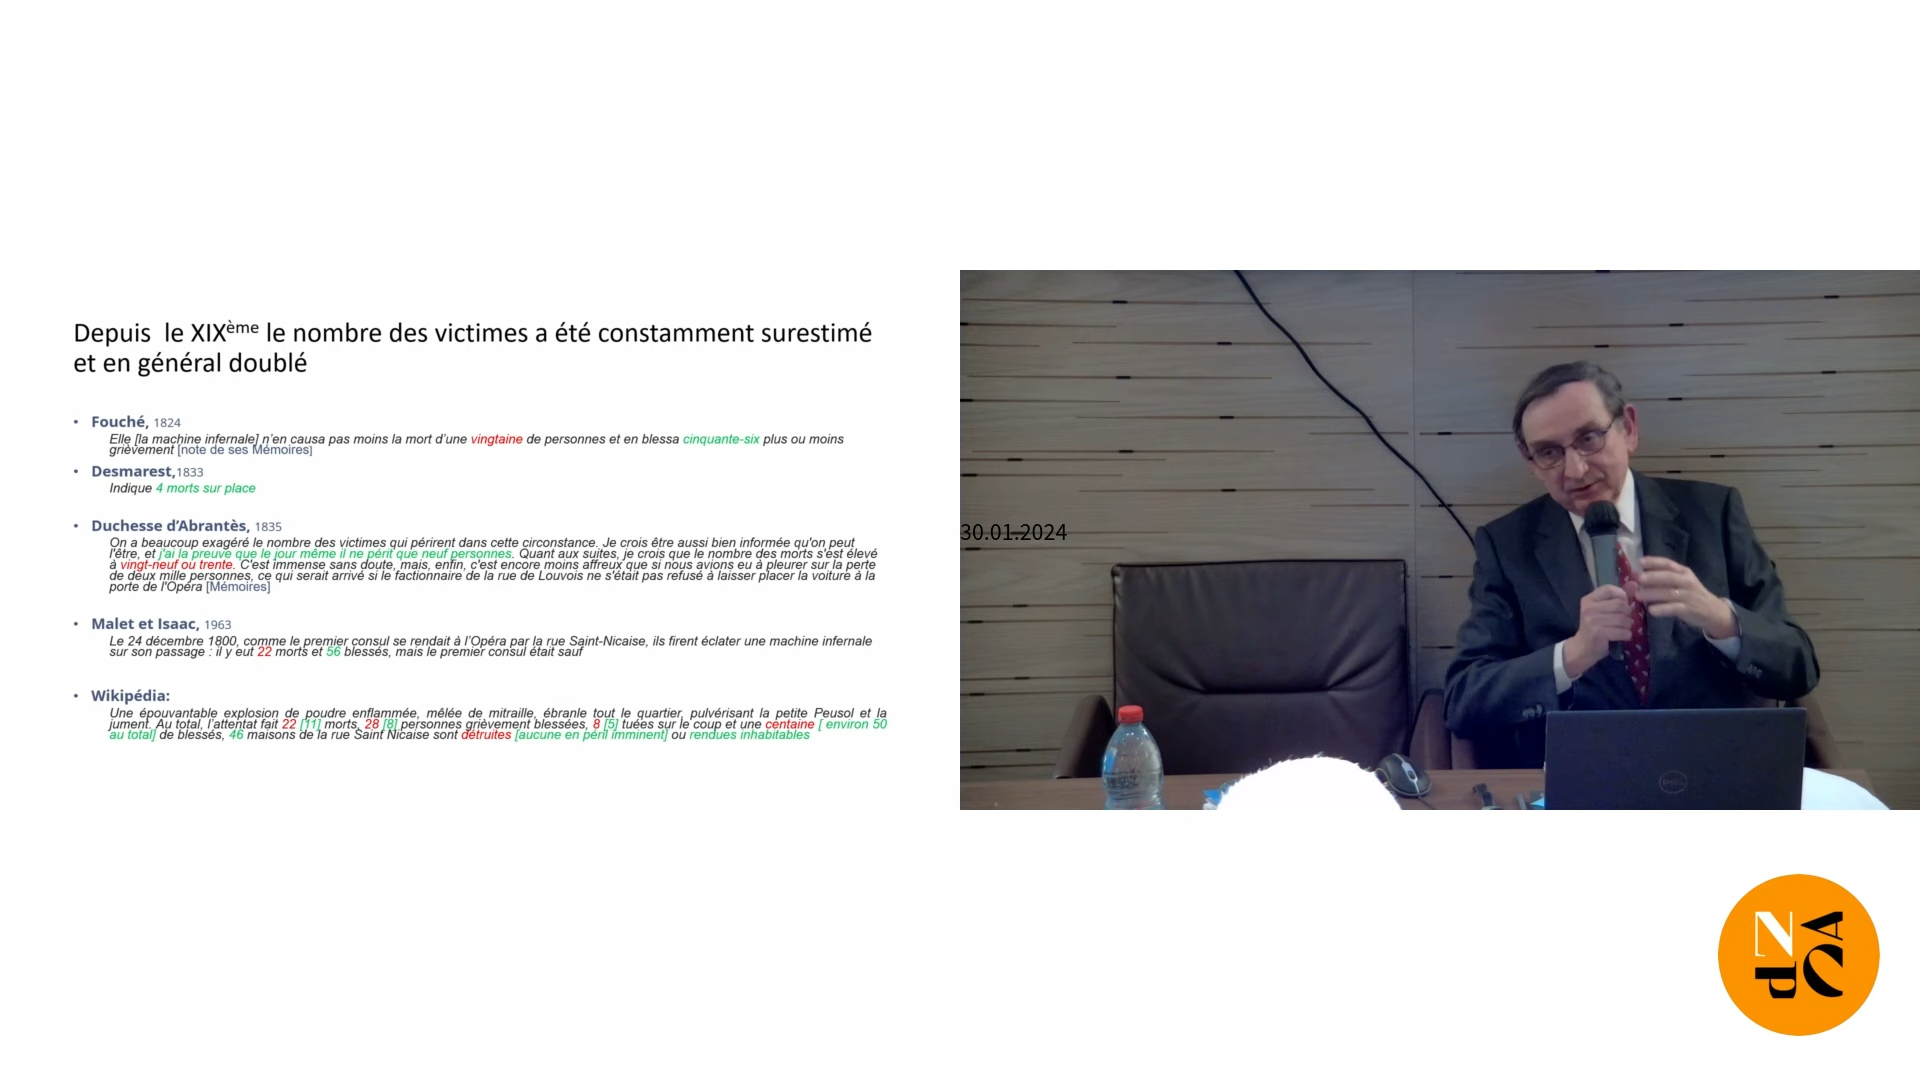 Depuis  le XIXème le nombre des victimes a été constamment surestimé
et en général doublé
• Fouché, 1824
Elle [la machine infernale] n'en causa pas moins la mort d'une vingtaine de personnes et en blessa cinquante-six plus ou moins
grièvement [note de ses Mémoires]
• Desmarest,1833
Indique 4 morts sur place
• Duchesse d'Abrantès, 1835
On a beaucoup exagéré le nombre des victimes qui périrent dans cette circonstance. Je crois être aussi bien informée qu'on peut
l'être, et j'ai la preuve que le jour même il ne périt que neuf personnes. Quant aux suites, je crois que le nombre des morts s'est élevé
à vingt-neuf ou trente. C'est immense sans doute, mais, enfin, c'est encore moins affreux que si nous avions eu à pleurer sur la perte
de deux mille personnes, ce qui serait arrivé si le factionnaire de la rue de Louvois ne s'était pas refusé à laisser placer la voiture à la
porte de l'Opéra [Mémoires]
• Malet et Isaac, 1963
Le 24 décembre 1800, comme le premier consul se rendait à l'Opéra par la rue Saint-Nicaise, ils firent éclater une machine infernale
sur son passage : il y eut 22 morts et 56 blessés, mais le premier consul était sauf
• Wikipédia:
Une épouvantable explosion de poudre enflammée, mêlée de mitraille, ébranle tout le quartier, pulvérisant la petite Peusol et la
jument. Au total, l'attentat fait 22 [11] morts, 28 [8] personnes grièvement blessées, 8 [5] tuées sur le coup et une centaine [ environ 50
au total] de blessés, 46 maisons de la rue Saint Nicaise sont détruites [aucune en péril imminent] ou rendues inhabitables
30.01.2024
DELL
NAPO